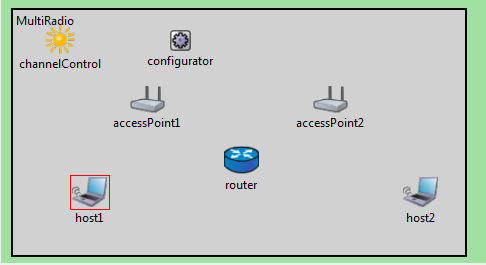 MultiRadio
channelControl
configurator
accessPoint1
accessPoint2
router
host1
host2